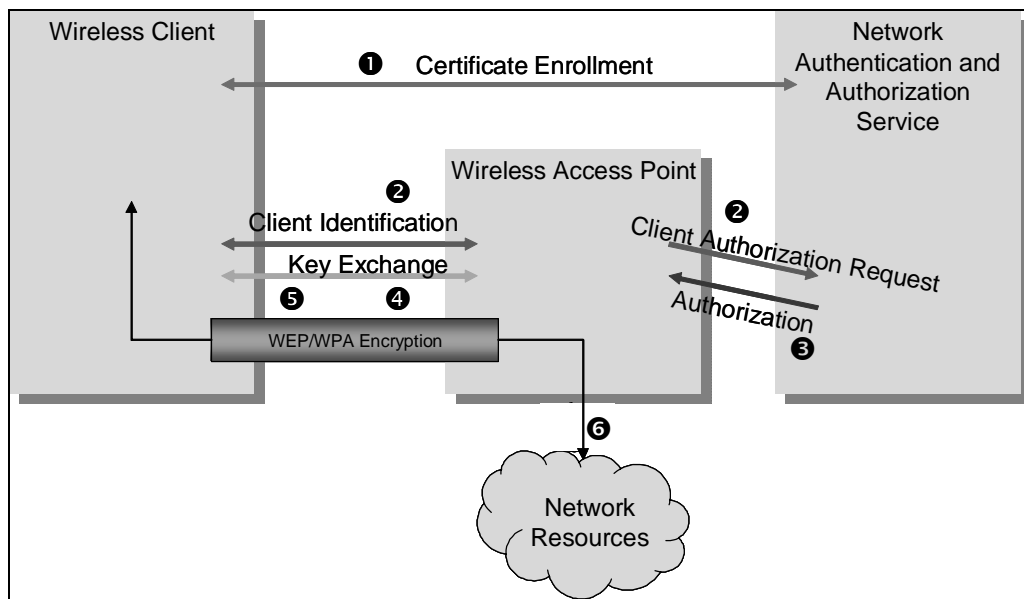 Wireless Client
Network
Authentication and
Authorization
Service
❶ Certificate Enrollment
Wireless Access Point
❷
Client Identification
❷
Client Authorization Request
Key Exchange
❺ ❹
Authorization
❸
WEP/WPA Encryption
❻
Network
Resources